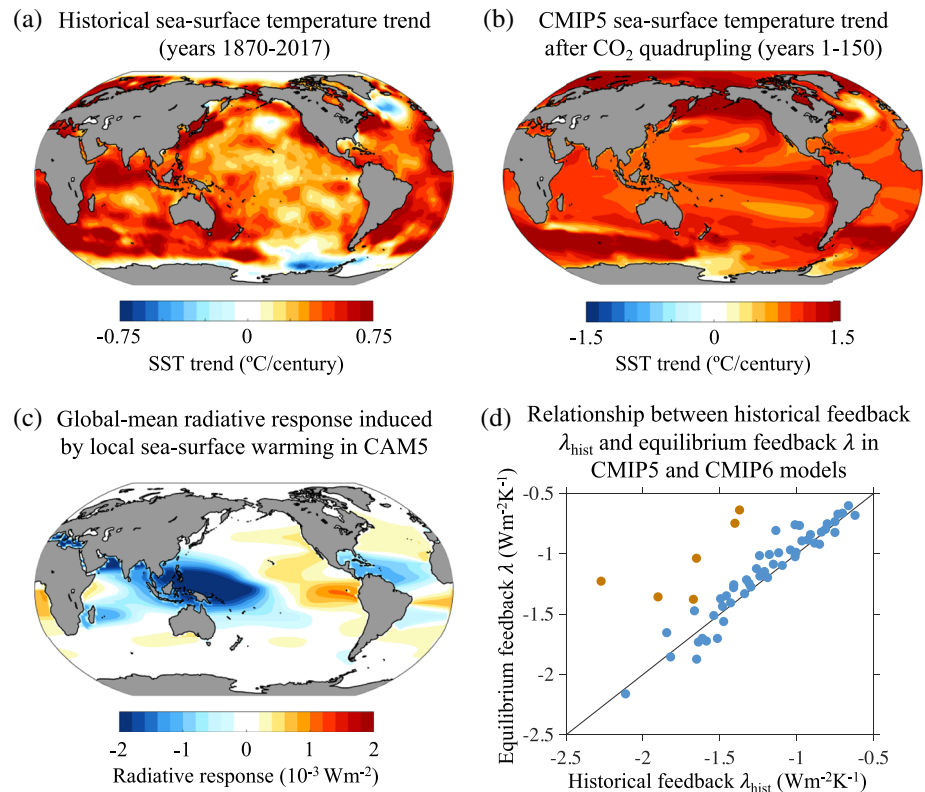 (a) Historical sea-surface temperature trend
(years 1870-2017)
-0.75 0 0.75
SST trend (ºC/century)
(b) CMIP5 sea-surface temperature trend
after CO₂ quadrupling (years 1-150)
-1.5 0 1.5
SST trend (ºC/century)
(c) Global-mean radiative response induced
by local sea-surface warming in CAM5
-2 -1 0 1 2
Radiative response (10⁻³ Wm⁻²)
(d) Relationship between historical feedback
λhist and equilibrium feedback λ in
CMIP5 and CMIP6 models
Equilibrium feedback λ (Wm⁻²K⁻¹)
-0.5
-1
-1.5
-2
-2.5
-2.5 -2 -1.5 -1 -0.5
Historical feedback λhist (Wm⁻²K⁻¹)